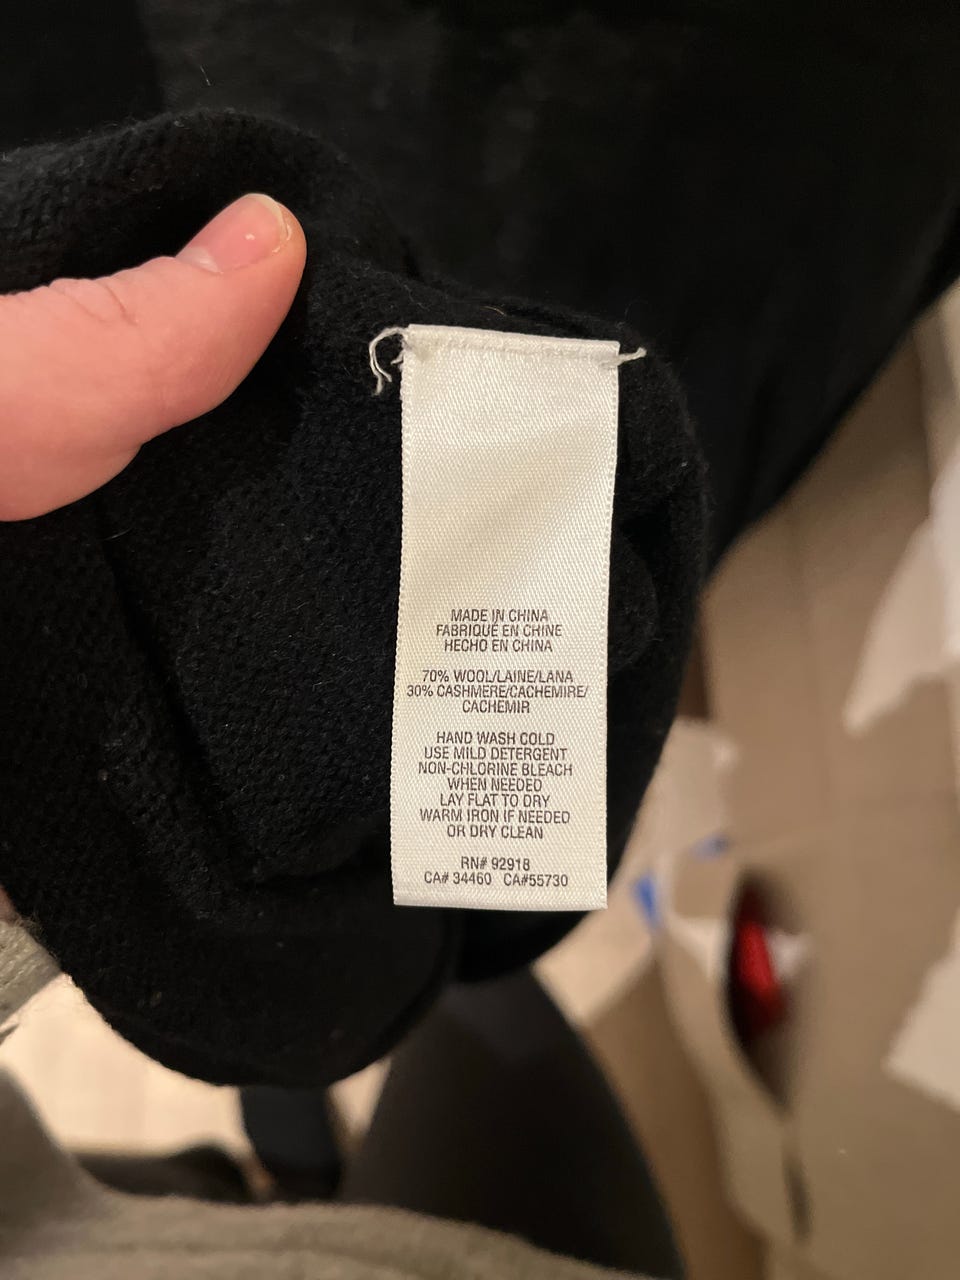 MADE IN CHINA
FABRIQUÉ EN CHINE
HECHO EN CHINA
70% WOOL/LAINE/LANA
30% CASHMERE/CACHEMIRE/
CACHEMIR
HAND WASH COLD
USE MILD DETERGENT
NON-CHLORINE BLEACH
WHEN NEEDED
LAY FLAT TO DRY
WARM IRON IF NEEDED
OR DRY CLEAN
RN# 92918
CA# 34460 CA#55730